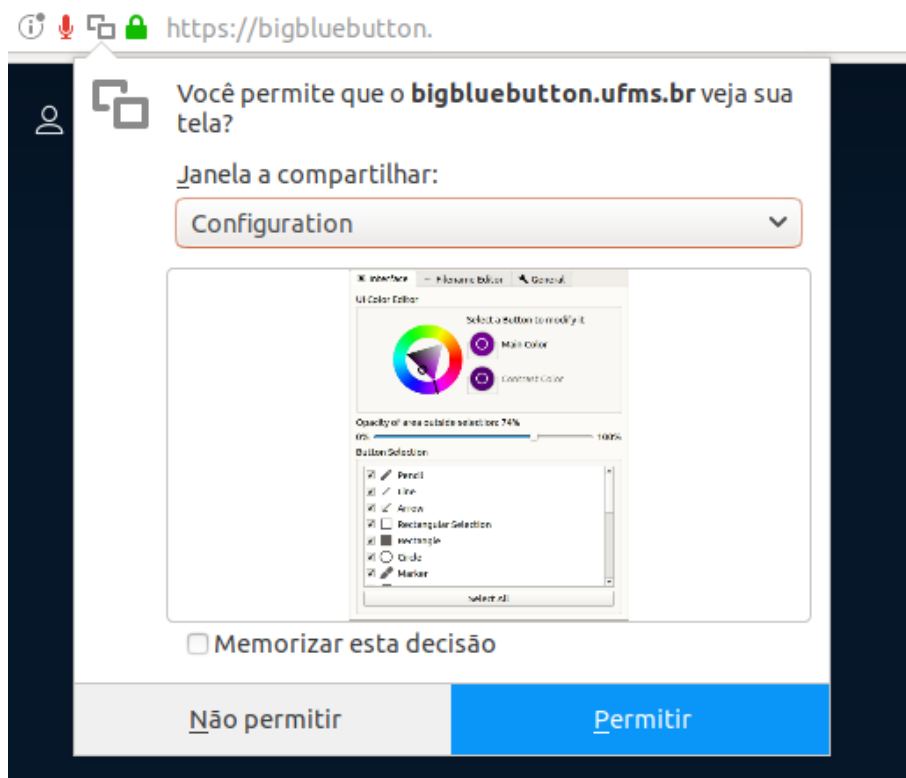 https://bigbluebutton.
Você permite que o bigbluebutton.ufms.br veja sua
tela?
Janela a compartilhar:
Configuration
Interface Filename Editor General
UI Color Editor
Select a Button to modify it
Main Color
Contrast Color
Opacity of area outside selection: 74%
0% 100%
Button Selection
Pencil
Line
Arrow
Rectangular Selection
Rectangle
Circle
Marker
Select All
Memorizar esta decisão
Não permitir Permitir